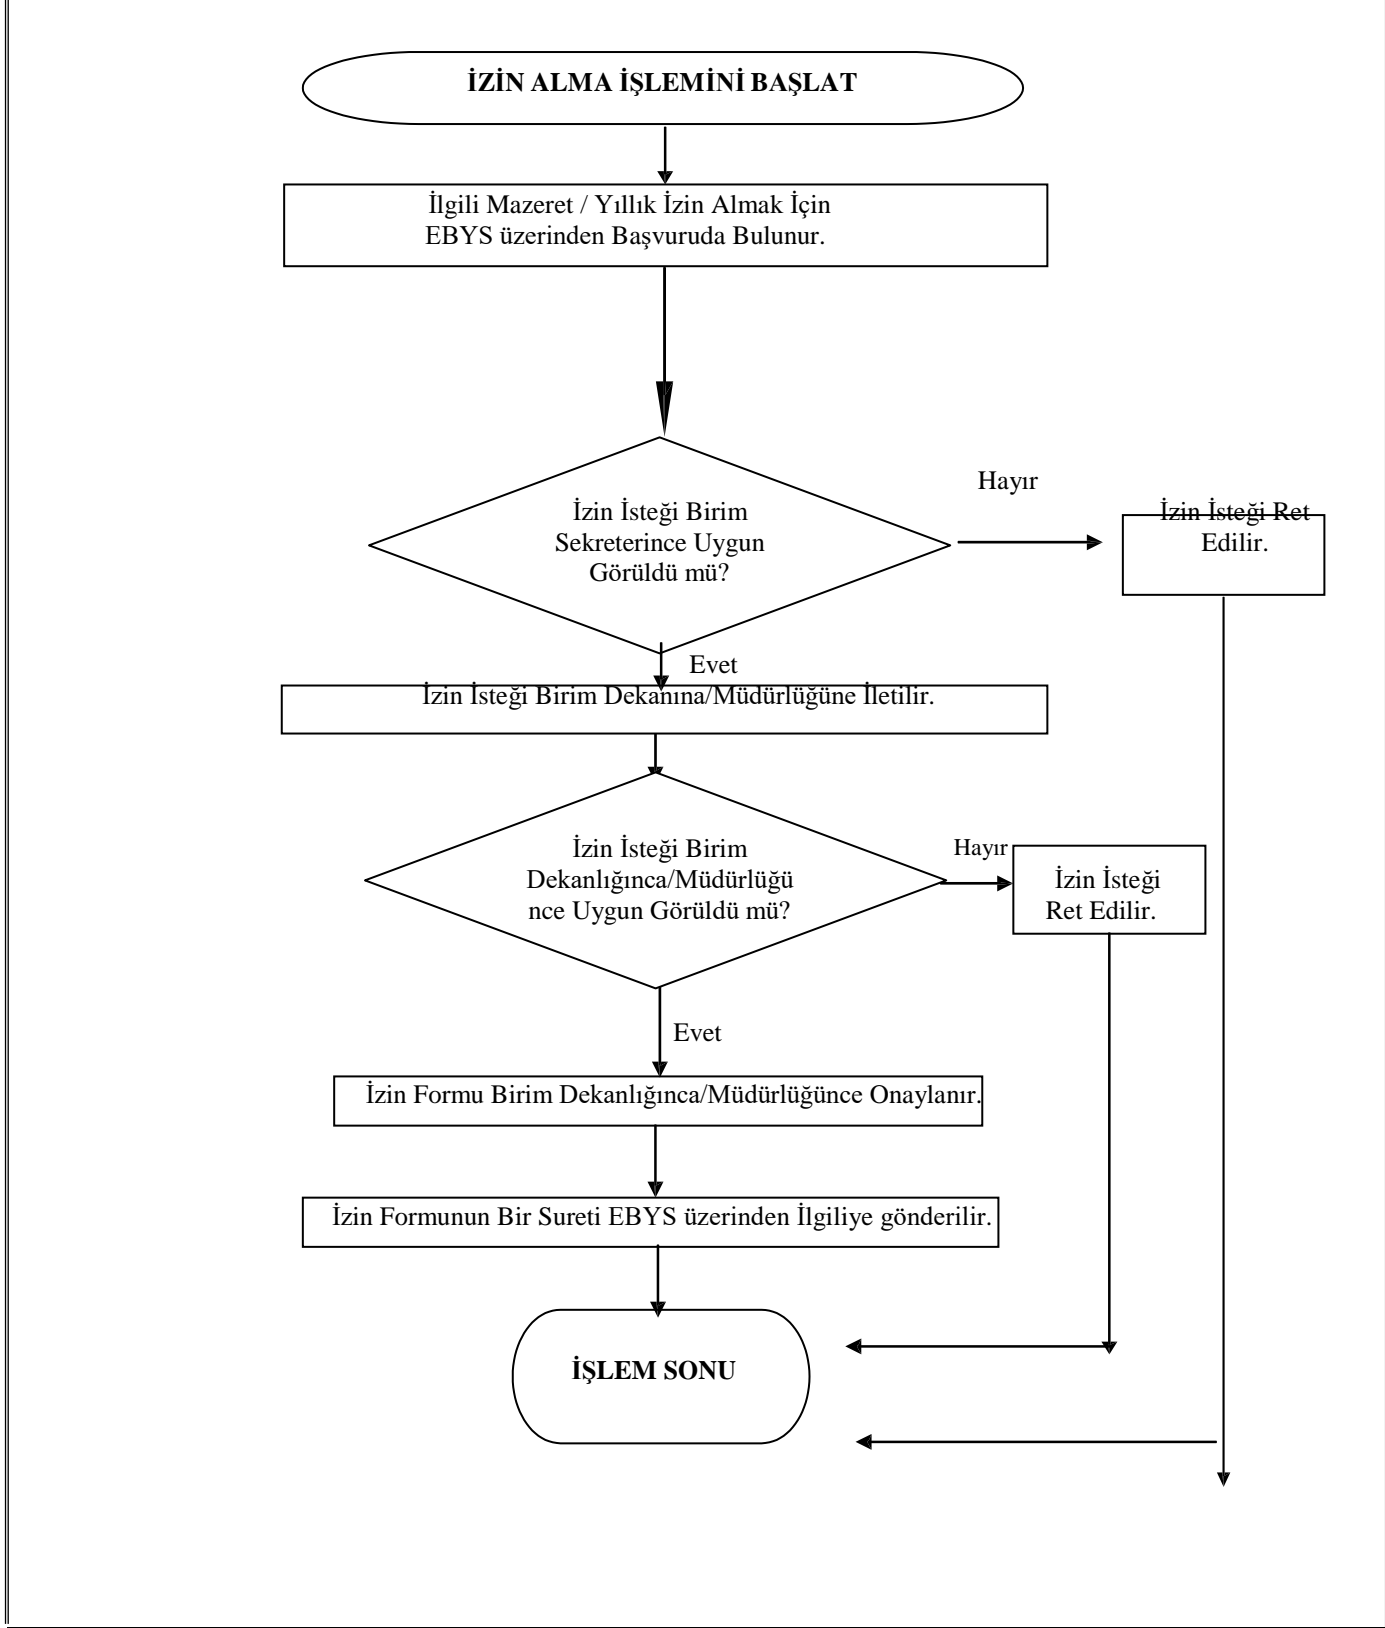 İZİN ALMA İŞLEMİNİ BAŞLAT
İlgili Mazeret / Yıllık İzin Almak İçin
EBYS üzerinden Başvuruda Bulunur.
Hayır
İzin İsteği Birim
Sekreterince Uygun
Görüldü mü?
İzin İsteği Ret
Edilir.
Evet
İzin İsteği Birim Dekanına/Müdürlüğüne İletilir.
Hayır
İzin İsteği Birim
Dekanlığınca/Müdürlüğü
nce Uygun Görüldü mü?
İzin İsteği
Ret Edilir.
Evet
İzin Formu Birim Dekanlığınca/Müdürlüğünce Onaylanır.
İzin Formunun Bir Sureti EBYS üzerinden İlgiliye gönderilir.
İŞLEM SONU